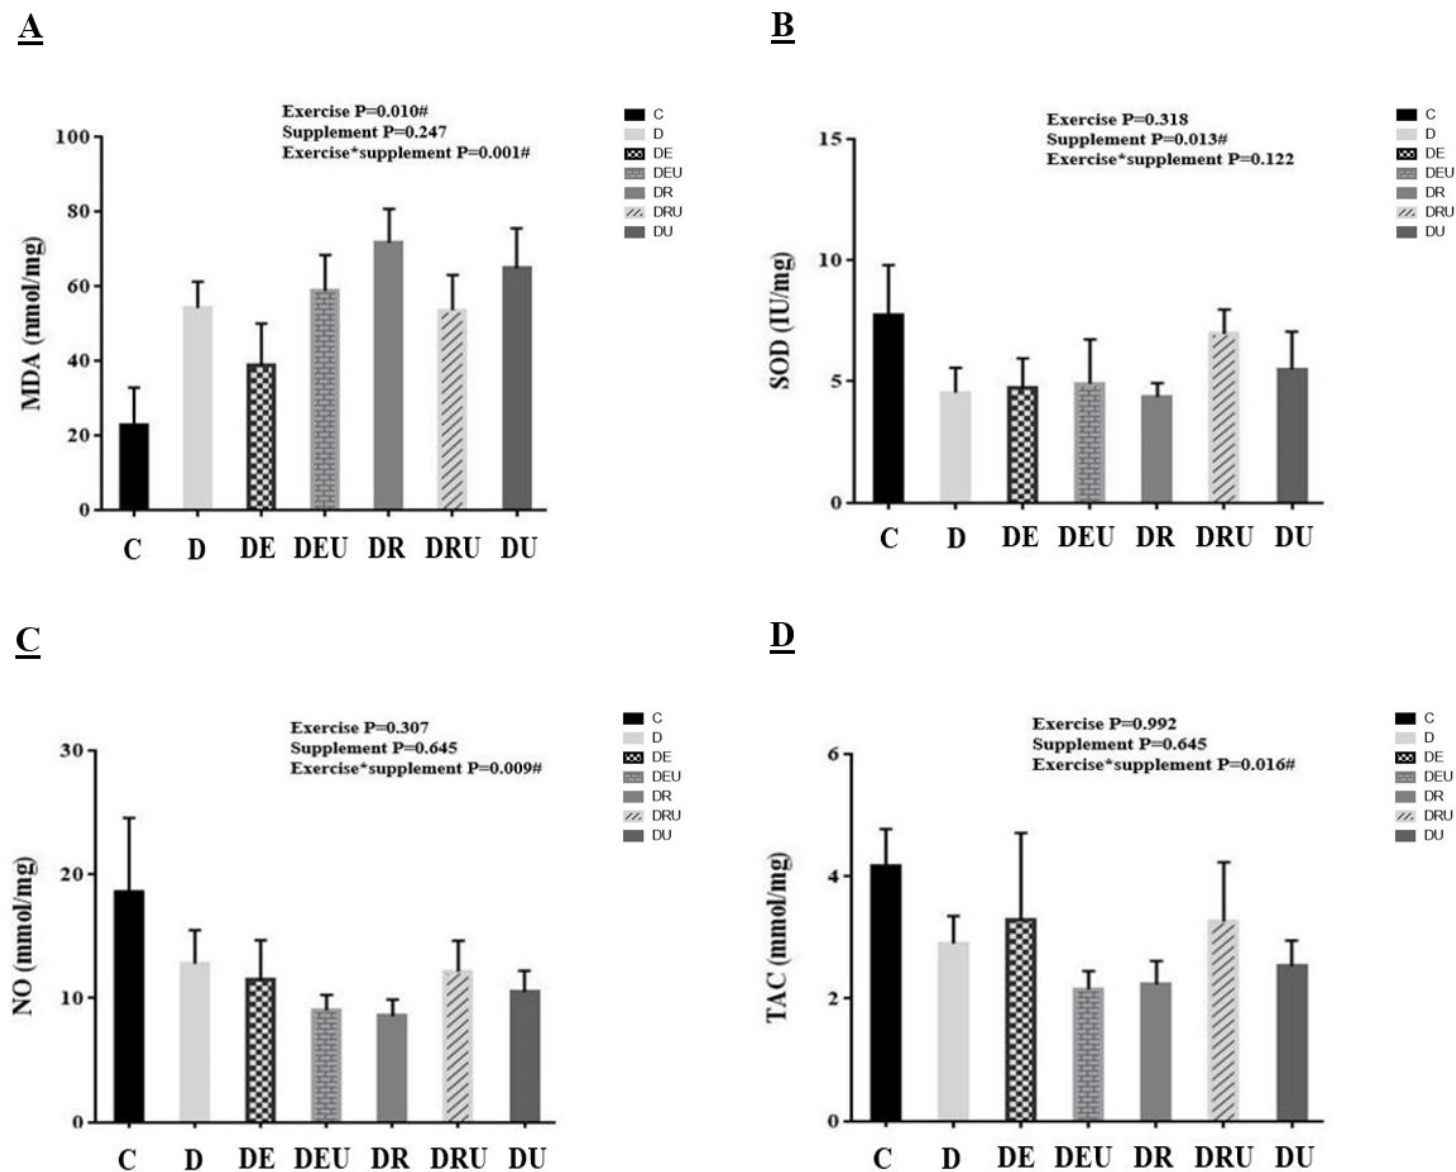 A
Exercise P=0.010#
Supplement P=0.247
Exercise*supplement P=0.001#
C
D
DE
DEU
DR
DRU
DU
100
80
60
40
20
0
MDA (nmol/mg)
C D DE DEU DR DRU DU
B
Exercise P=0.318
Supplement P=0.013#
Exercise*supplement P=0.122
C
D
DE
DEU
DR
DRU
DU
15
10
5
0
SOD (IU/mg)
C D DE DEU DR DRU DU
C
Exercise P=0.307
Supplement P=0.645
Exercise*supplement P=0.009#
C
D
DE
DEU
DR
DRU
DU
30
20
10
0
NO (mmol/mg)
C D DE DEU DR DRU DU
D
Exercise P=0.992
Supplement P=0.645
Exercise*supplement P=0.016#
C
D
DE
DEU
DR
DRU
DU
6
4
2
0
TAC (mmol/mg)
C D DE DEU DR DRU DU